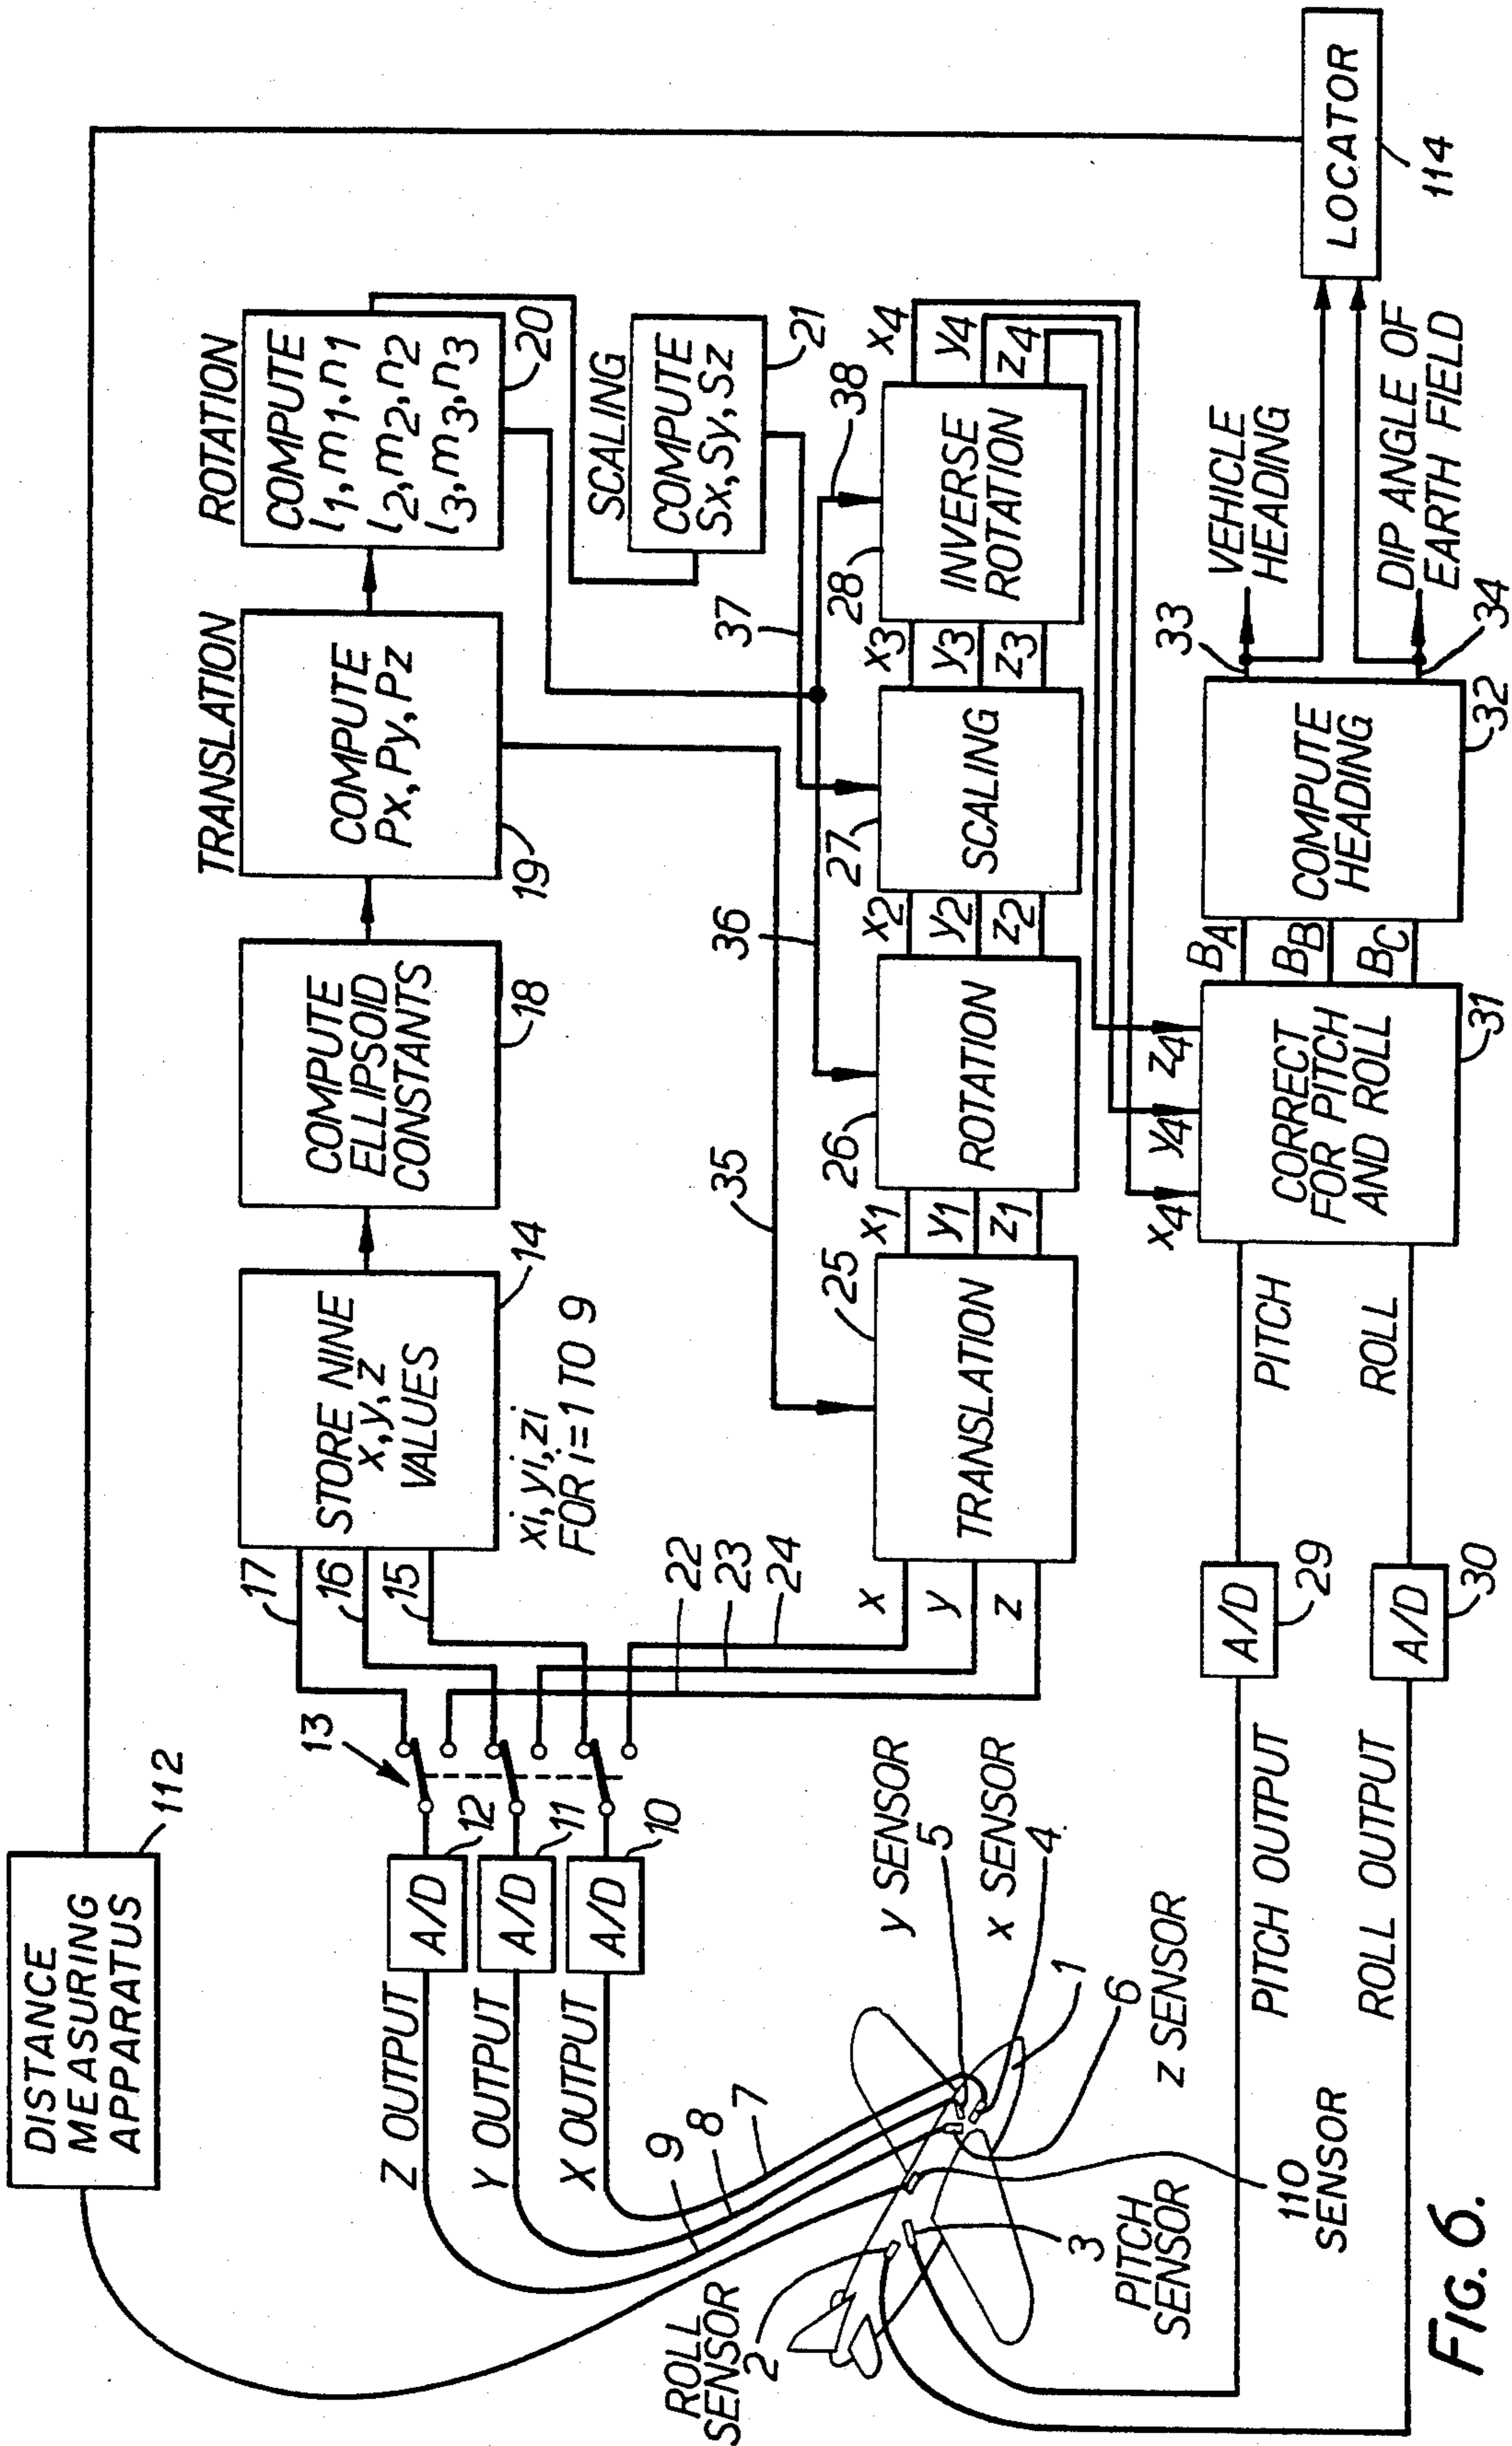 DISTANCE
MEASURING
APPARATUS
112
Z OUTPUT
Y OUTPUT
X OUTPUT
A/D
12
A/D
11
A/D
10
13
17
16
15
STORE NINE
x, y, z
VALUES
14
xi, yi, zi
FOR i=1 TO 9
COMPUTE
ELLIPSOID
CONSTANTS
18
TRANSLATION
COMPUTE
Px, Py, Pz
19
ROTATION
COMPUTE
l1, m1, n1
l2, m2, n2
l3, m3, n3
20
SCALING
COMPUTE
Sx, Sy, Sz
21
22
23
24
x
y
z
TRANSLATION
25
35
x1
y1
z1
ROTATION
26
36
x2
y2
z2
SCALING
27
37
x3
y3
z3
INVERSE
ROTATION
28
38
x4
y4
z4
9
8
7
ROLL
SENSOR
2
PITCH
SENSOR
3
110
SENSOR
z SENSOR
6
1
y SENSOR
5
x SENSOR
4
PITCH OUTPUT
A/D
29
PITCH
ROLL OUTPUT
A/D
30
ROLL
x4
y4
z4
CORRECT
FOR PITCH
AND ROLL
31
BA
BB
BC
COMPUTE
HEADING
32
33
VEHICLE
HEADING
DIP ANGLE OF
EARTH FIELD
34
LOCATOR
114
FIG. 6.